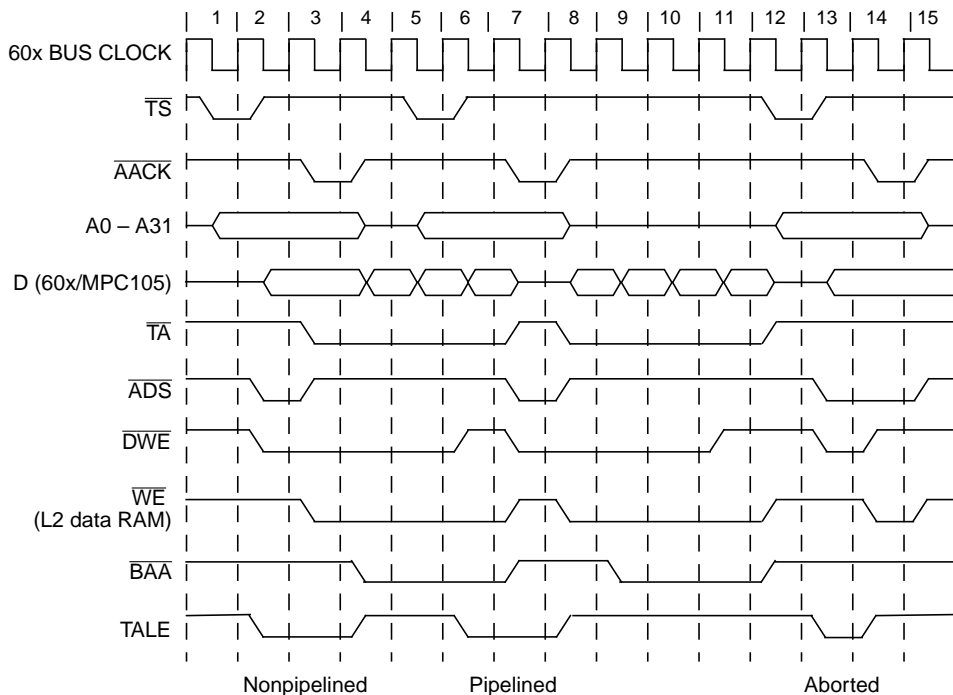 1 2 3 4 5 6 7 8 9 10 11 12 13 14 15
60x BUS CLOCK
TS
AACK
A0 – A31
D (60x/MPC105)
TA
ADS
DWE
WE
(L2 data RAM)
BAA
TALE
Nonpipelined Pipelined Aborted